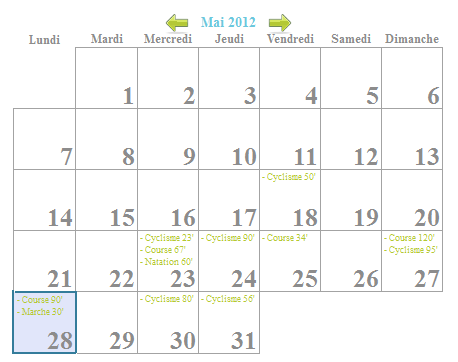 Mai 2012
Lundi Mardi Mercredi Jeudi Vendredi Samedi Dimanche
1 2 3 4 5 6
7 8 9 10 11 12 13
- Cyclisme 50'
14 15 16 17 18 19 20
- Cyclisme 23' - Cyclisme 90' - Course 34' - Course 120'
- Course 67' - Cyclisme 95'
- Natation 60'
21 22 23 24 25 26 27
- Course 90' - Cyclisme 80' - Cyclisme 56'
- Marche 30'
28 29 30 31